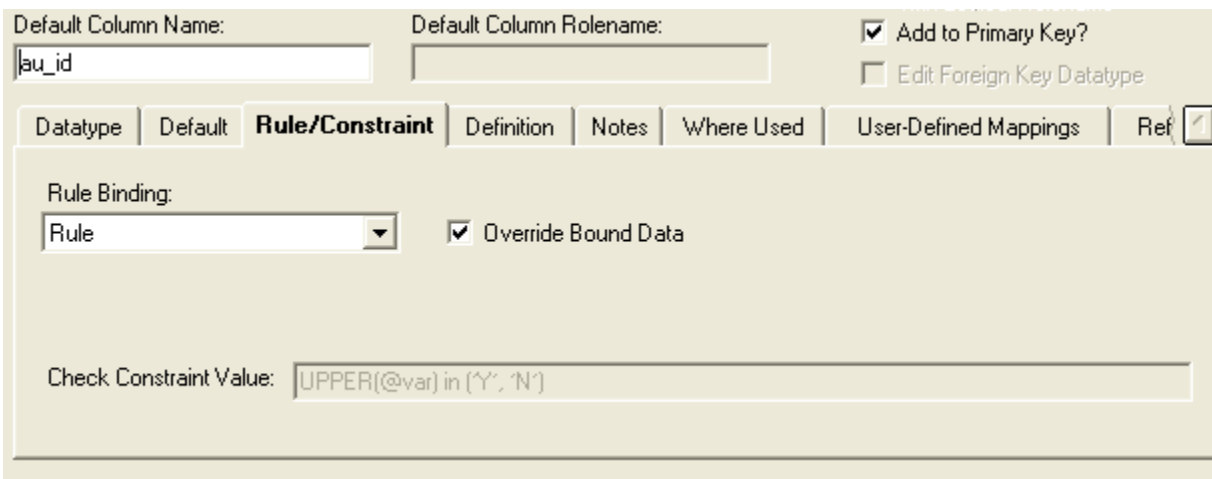 Default Column Name:
Default Column Rolename:
Add to Primary Key?
au_id
Edit Foreign Key Datatype
Datatype Default Rule/Constraint Definition Notes Where Used User-Defined Mappings Ref
Rule Binding:
Rule
Override Bound Data
Check Constraint Value: UPPER(@var) in (´Y´, ´N´)